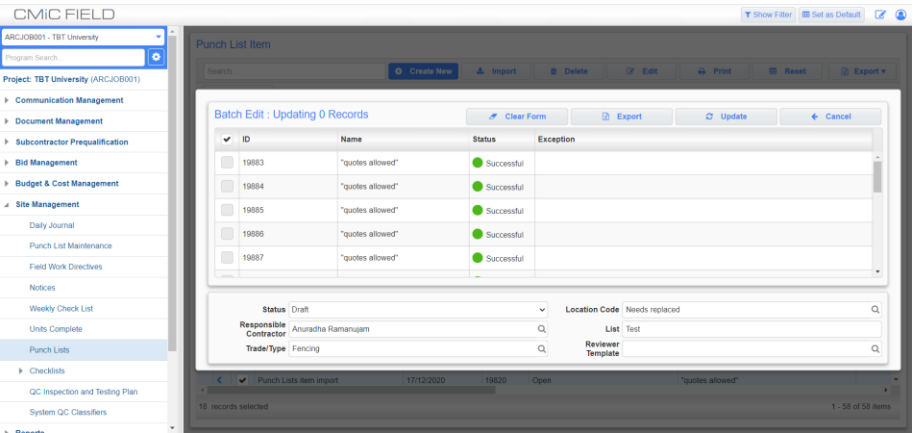 CMiC FIELD
Show Filter
Set as Default
ARCJOB001 - TBT University
Program Search...
Project: TBT University (ARCJOB001)
Communication Management
Document Management
Subcontractor Prequalification
Bid Management
Budget & Cost Management
Site Management
Daily Journal
Punch List Maintenance
Field Work Directives
Notices
Weekly Check List
Units Complete
Punch Lists
Checklists
QC Inspection and Testing Plan
System QC Classifiers
Reports
Punch List Item
Search
Create New
Import
Delete
Edit
Print
Reset
Export
Batch Edit : Updating 0 Records
Clear Form
Export
Update
Cancel
ID Name Status Exception
19883 "quotes allowed" Successful
19884 "quotes allowed" Successful
19885 "quotes allowed" Successful
19886 "quotes allowed" Successful
19887 "quotes allowed" Successful
Status Draft
Location Code Needs replaced
Responsible Contractor Anuradha Ramanujam
List Test
Trade/Type Fencing
Reviewer Template
Punch Lists item import 17/12/2020 19820 Open "quotes allowed"
16 records selected
1 - 58 of 58 items